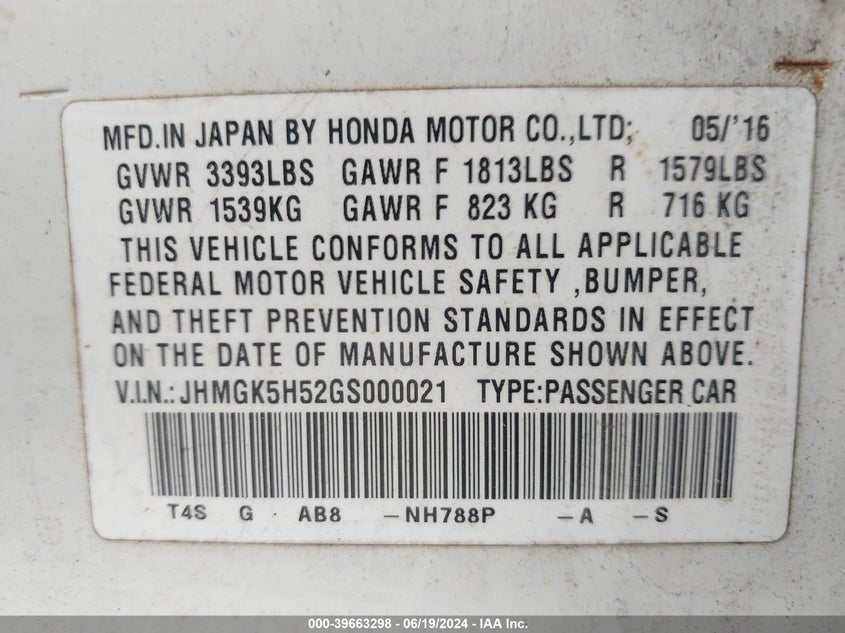 MFD.IN JAPAN BY HONDA MOTOR CO.,LTD; 05/'16
GVWR 3393LBS GAWR F 1813LBS R 1579LBS
GVWR 1539KG GAWR F 823 KG R 716 KG
THIS VEHICLE CONFORMS TO ALL APPLICABLE
FEDERAL MOTOR VEHICLE SAFETY ,BUMPER,
AND THEFT PREVENTION STANDARDS IN EFFECT
ON THE DATE OF MANUFACTURE SHOWN ABOVE.
V.I.N.:JHMGK5H52GS000021 TYPE:PASSENGER CAR
T4S G AB8 -NH788P -A -S
000-39663298 - 06/19/2024 - IAA Inc.